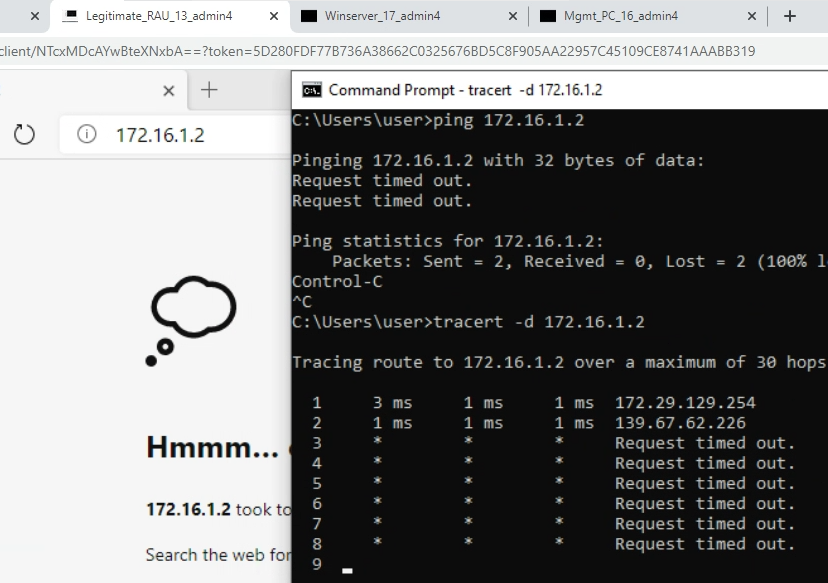 Legitimate_RAU_13_admin4
Winserver_17_admin4
Mgmt_PC_16_admin4
client/NTcxMDcAYwBteXNxbA==?token=5D280FDF77B736A38662C0325676BD5C8F905AA22957C45109CE8741AAABB319
172.16.1.2
Hmmm...
172.16.1.2 took to
Search the web for
Command Prompt - tracert -d 172.16.1.2
C:\Users\user>ping 172.16.1.2
Pinging 172.16.1.2 with 32 bytes of data:
Request timed out.
Request timed out.
Ping statistics for 172.16.1.2:
Packets: Sent = 2, Received = 0, Lost = 2 (100% l
Control-C
^C
C:\Users\user>tracert -d 172.16.1.2
Tracing route to 172.16.1.2 over a maximum of 30 hops
1 3 ms 1 ms 1 ms 172.29.129.254
2 1 ms 1 ms 1 ms 139.67.62.226
3 * * * Request timed out.
4 * * * Request timed out.
5 * * * Request timed out.
6 * * * Request timed out.
7 * * * Request timed out.
8 * * * Request timed out.
9